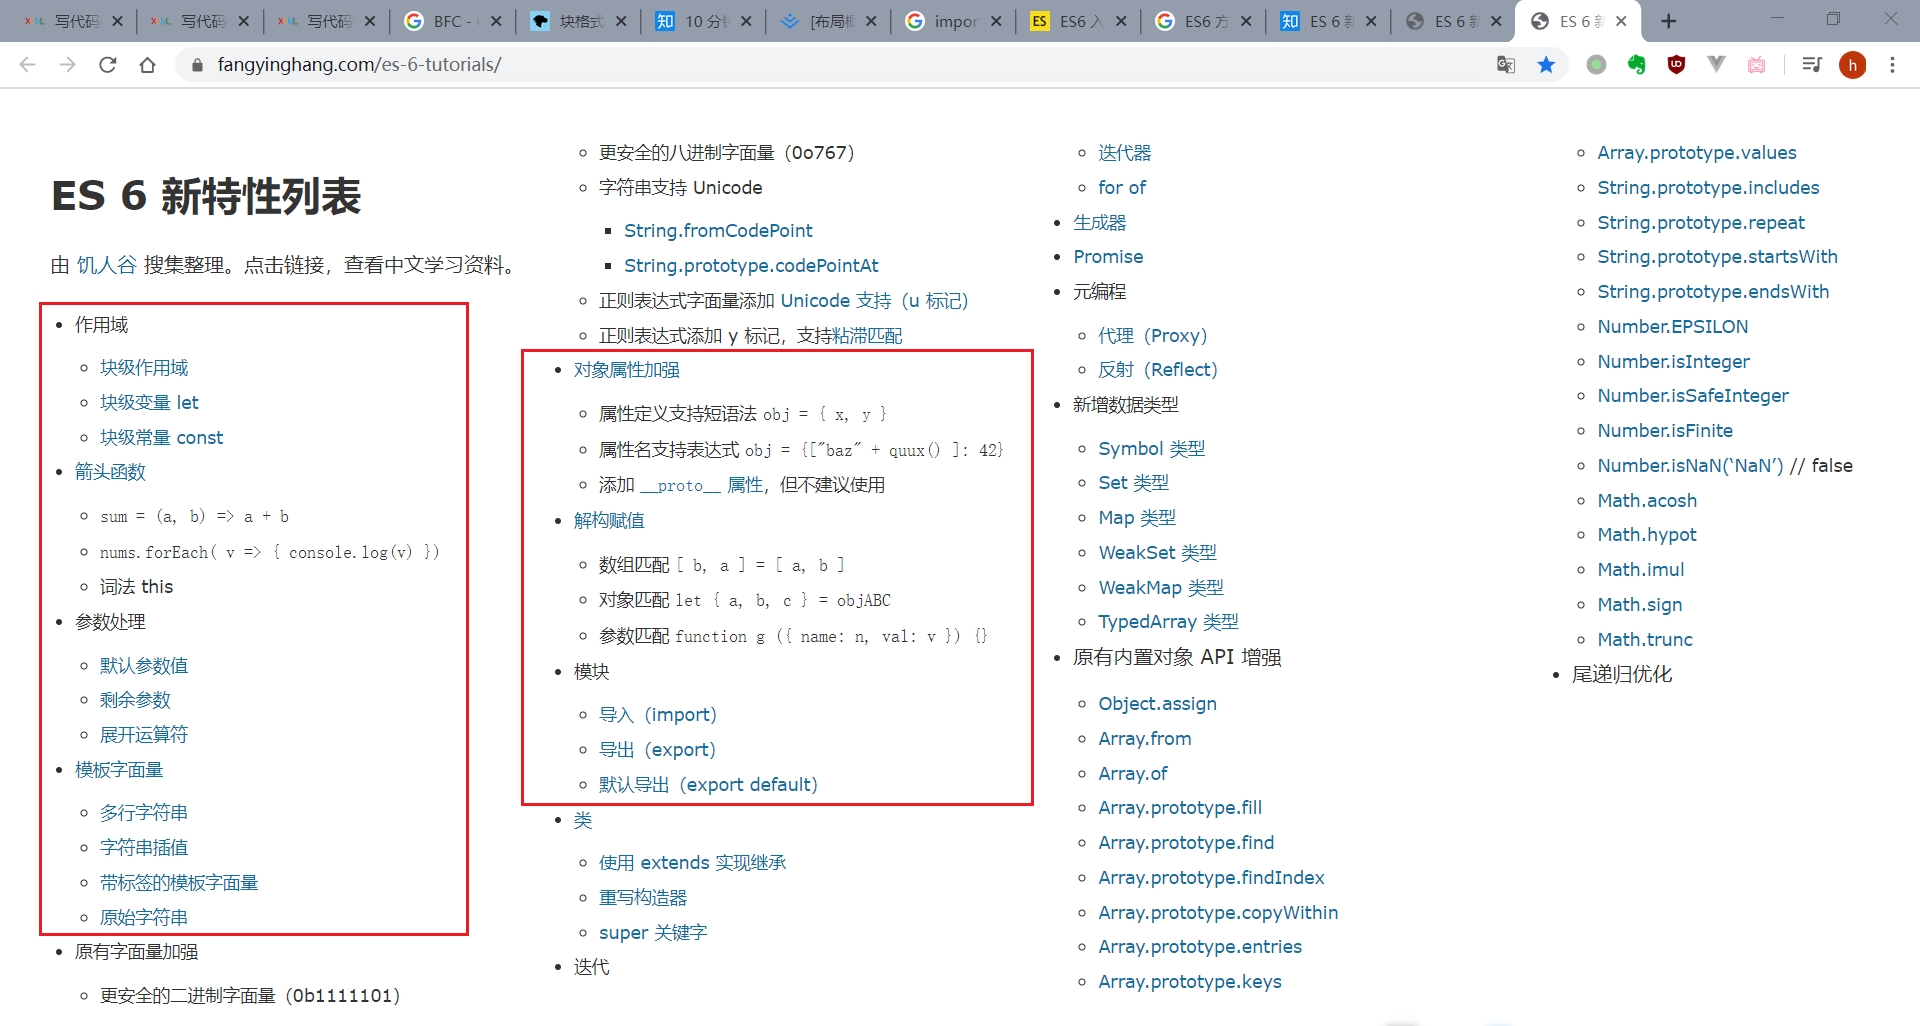 写代码
写代码
写代码
BFC -
块格式
10 分
[布局
impor
ES6 入
ES6 方
ES 6 新
ES 6 新
ES 6 新
fangyinghang.com/es-6-tutorials/
h
ES 6 新特性列表
由 饥人谷 搜集整理。点击链接，查看中文学习资料。
作用域
块级作用域
块级变量 let
块级常量 const
箭头函数
sum = (a, b) => a + b
nums.forEach( v => { console.log(v) })
词法 this
参数处理
默认参数值
剩余参数
展开运算符
模板字面量
多行字符串
字符串插值
带标签的模板字面量
原始字符串
原有字面量加强
更安全的二进制字面量（0b1111101）
更安全的八进制字面量（0o767）
字符串支持 Unicode
String.fromCodePoint
String.prototype.codePointAt
正则表达式字面量添加 Unicode 支持（u 标记）
正则表达式添加 y 标记，支持粘滞匹配
对象属性加强
属性定义支持短语法 obj = { x, y }
属性名支持表达式 obj = {["baz" + quux() ]: 42}
添加 __proto__ 属性，但不建议使用
解构赋值
数组匹配 [ b, a ] = [ a, b ]
对象匹配 let { a, b, c } = objABC
参数匹配 function g ({ name: n, val: v }) {}
模块
导入（import）
导出（export）
默认导出（export default）
类
使用 extends 实现继承
重写构造器
super 关键字
迭代
迭代器
for of
生成器
Promise
元编程
代理（Proxy）
反射（Reflect）
新增数据类型
Symbol 类型
Set 类型
Map 类型
WeakSet 类型
WeakMap 类型
TypedArray 类型
原有内置对象 API 增强
Object.assign
Array.from
Array.of
Array.prototype.fill
Array.prototype.find
Array.prototype.findIndex
Array.prototype.copyWithin
Array.prototype.entries
Array.prototype.keys
Array.prototype.values
String.prototype.includes
String.prototype.repeat
String.prototype.startsWith
String.prototype.endsWith
Number.EPSILON
Number.isInteger
Number.isSafeInteger
Number.isFinite
Number.isNaN(‘NaN’) // false
Math.acosh
Math.hypot
Math.imul
Math.sign
Math.trunc
尾递归优化